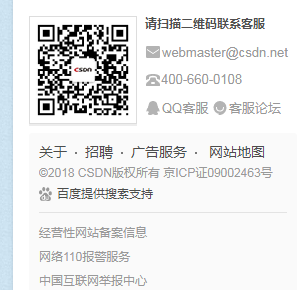 请扫描二维码联系客服
CSDN
webmaster@csdn.net
400-660-0108
QQ客服 客服论坛
关于 · 招聘 · 广告服务 · 网站地图
©2018 CSDN版权所有 京ICP证09002463号
百度提供搜索支持
经营性网站备案信息
网络110报警服务
中国互联网举报中心